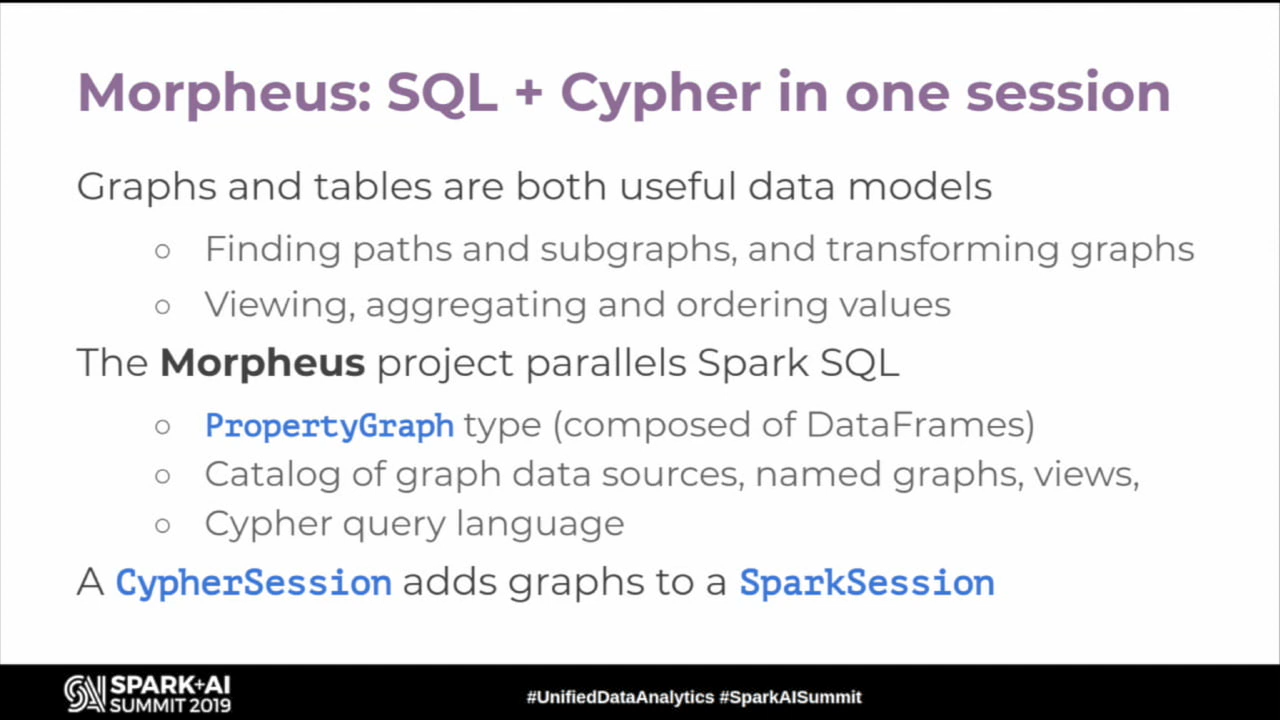 Morpheus: SQL + Cypher in one session
Graphs and tables are both useful data models
○ Finding paths and subgraphs, and transforming graphs
○ Viewing, aggregating and ordering values
The Morpheus project parallels Spark SQL
○ PropertyGraph type (composed of DataFrames)
○ Catalog of graph data sources, named graphs, views,
○ Cypher query language
A CypherSession adds graphs to a SparkSession
SPARK+AI
SUMMIT 2019
#UnifiedDataAnalytics #SparkAISummit